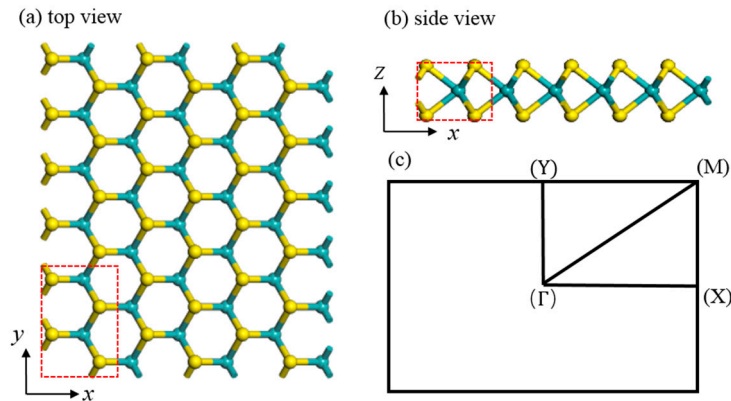 (a) top view
y
x
(b) side view
Z
x
(c)
(Y)
(M)
(Γ)
(X)